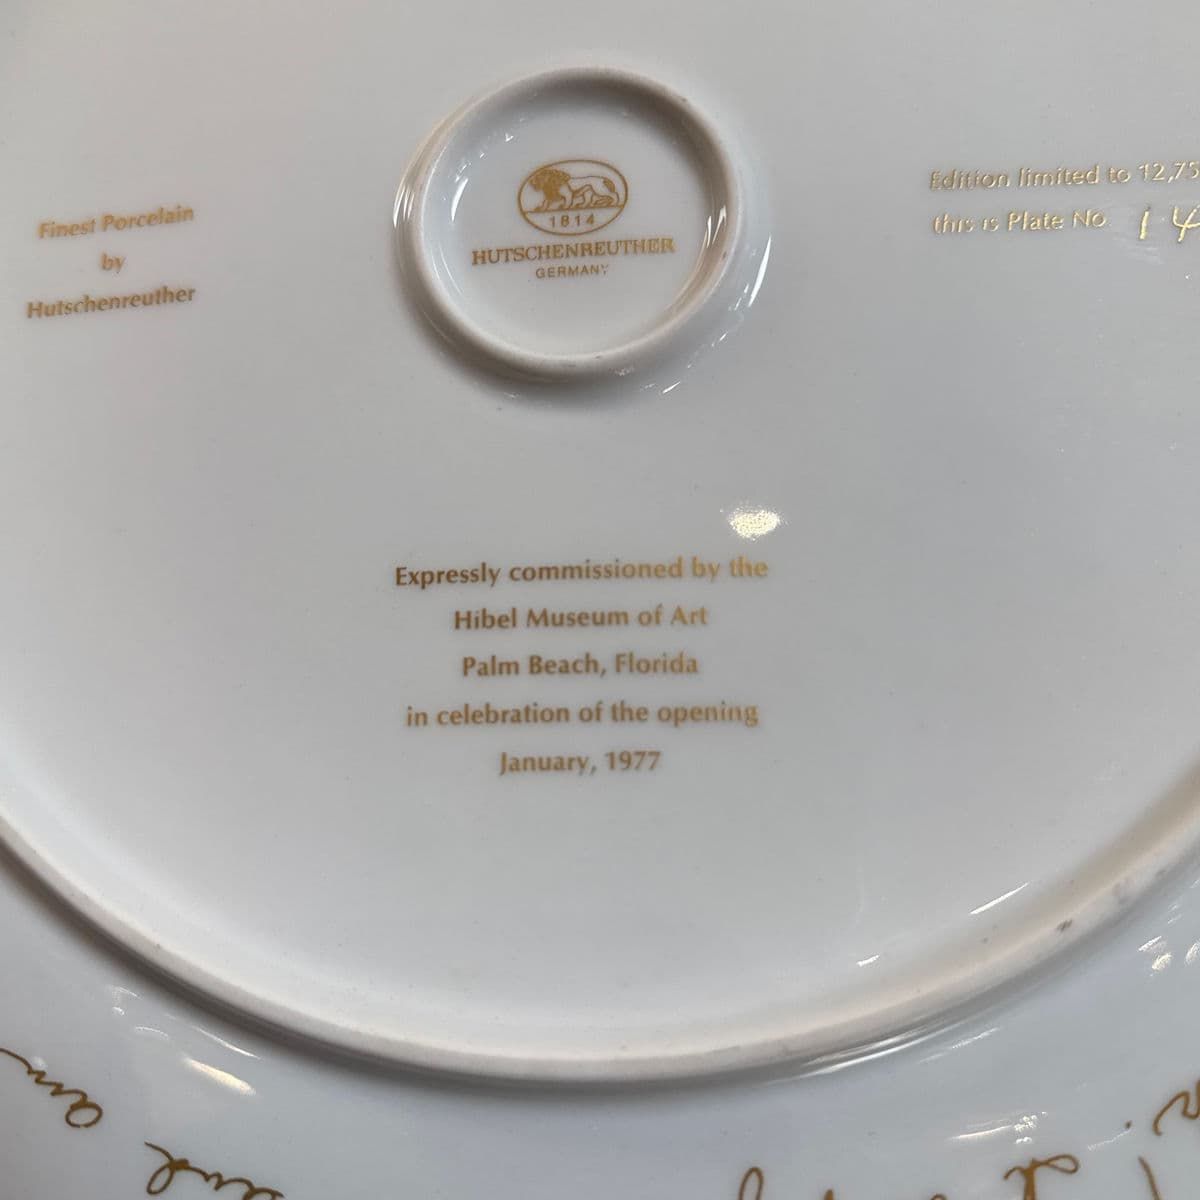 Finest Porcelain
by
Hutschenreuther
1814
HUTSCHENREUTHER
GERMANY
Edition limited to 12,75
this is Plate No 14
Expressly commissioned by the
Hibel Museum of Art
Palm Beach, Florida
in celebration of the opening
January, 1977